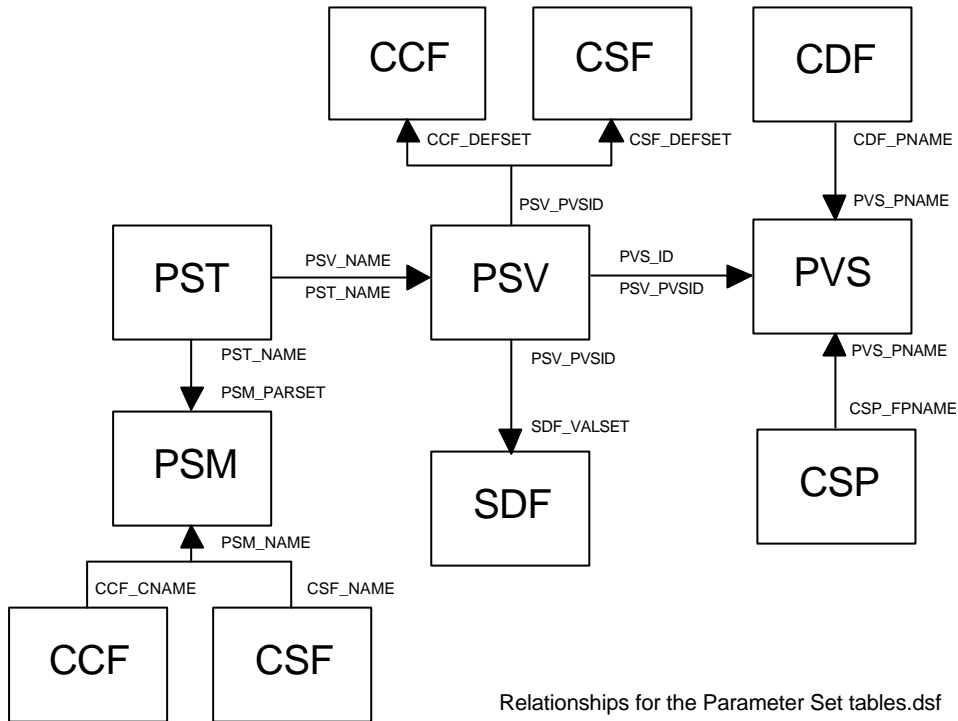 CCF
CSF
CDF
CCF_DEFSET
CSF_DEFSET
CDF_PNAME
PSV_PVSID
PVS_PNAME
PST
PSV_NAME
PST_NAME
PSV
PVS_ID
PSV_PVSID
PVS
PST_NAME
PSV_PVSID
PVS_PNAME
PSM_PARSET
CSP_FPNAME
SDF_VALSET
PSM
SDF
CSP
PSM_NAME
CCF_CNAME
CSF_NAME
CCF
CSF
Relationships for the Parameter Set tables.dsf